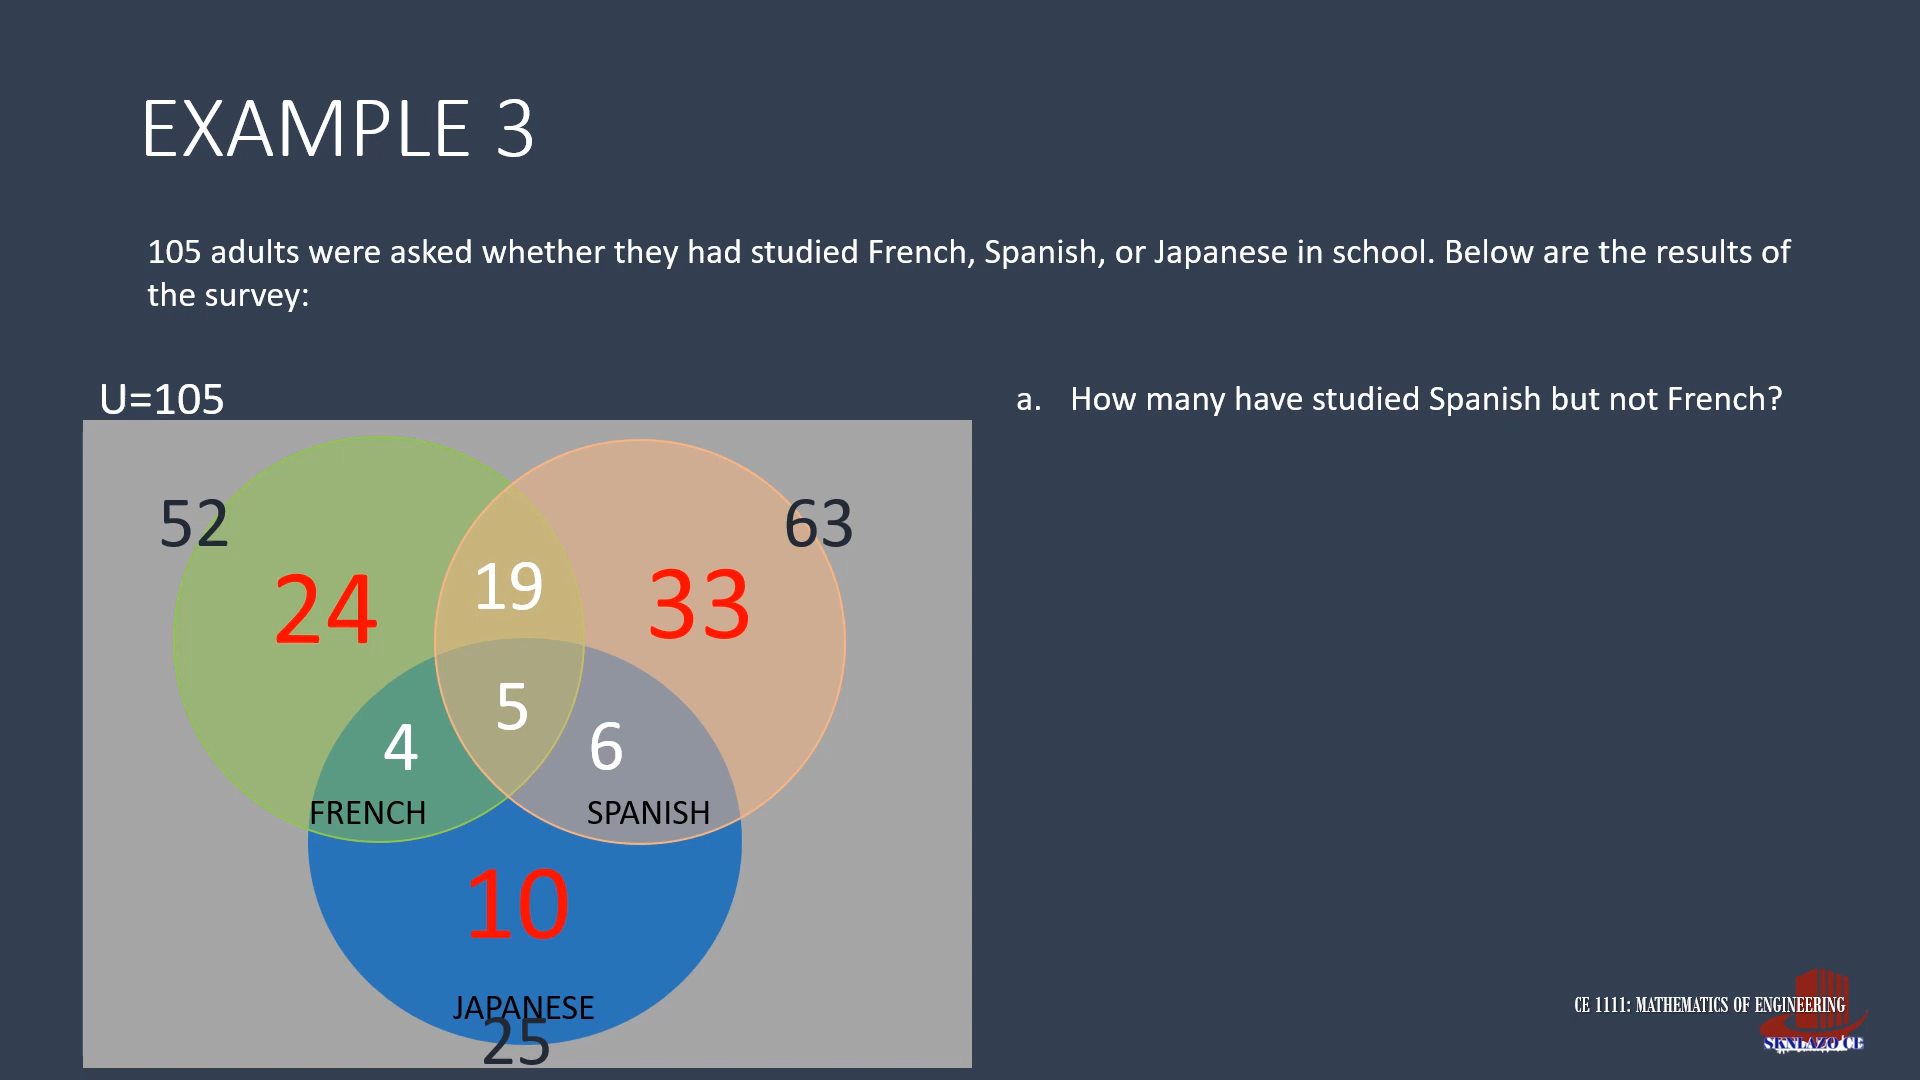 EXAMPLE 3
105 adults were asked whether they had studied French, Spanish, or Japanese in school. Below are the results of
the survey:
U=105
a. How many have studied Spanish but not French?
52
63
24
19
33
5
4
6
FRENCH
SPANISH
10
JAPANESE
25
CE 1111: MATHEMATICS OF ENGINEERING
SKNLAZO CE